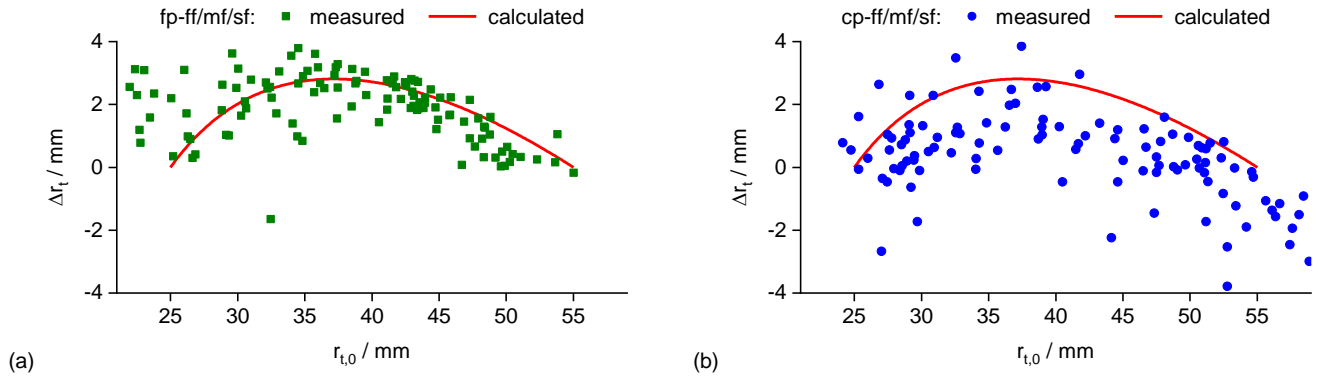 fp-ff/mf/sf: measured calculated
4
2
0
-2
-4
Δr_t / mm
25 30 35 40 45 50 55
r_t,0 / mm
(a)
cp-ff/mf/sf: measured calculated
4
2
0
-2
-4
Δr_t / mm
25 30 35 40 45 50 55
r_t,0 / mm
(b)